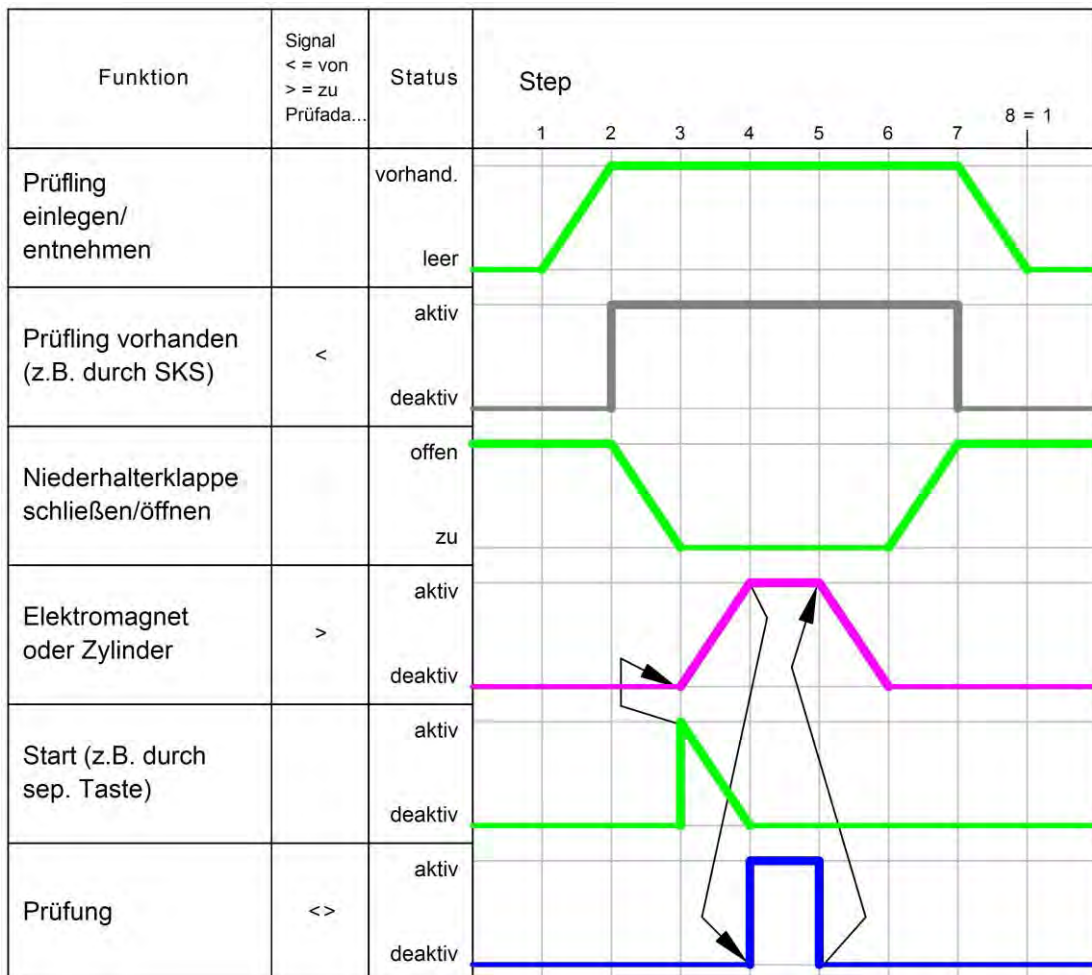 Funktion
Signal
< = von
> = zu
Prüfada...
Status
Step
1
2
3
4
5
6
7
8 = 1
Prüfling
einlegen/
entnehmen
vorhand.
leer
Prüfling vorhanden
(z.B. durch SKS)
<
aktiv
deaktiv
Niederhalterklappe
schließen/öffnen
offen
zu
Elektromagnet
oder Zylinder
>
aktiv
deaktiv
Start (z.B. durch
sep. Taste)
aktiv
deaktiv
Prüfung
<>
aktiv
deaktiv